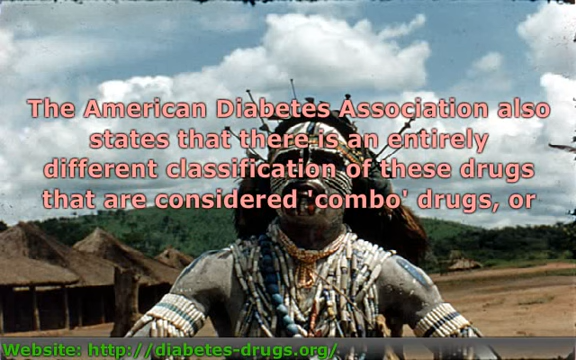 The American Diabetes Association also
states that there is an entirely
different classification of these drugs
that are considered 'combo' drugs, or
Website: http://diabetes-drugs.org/